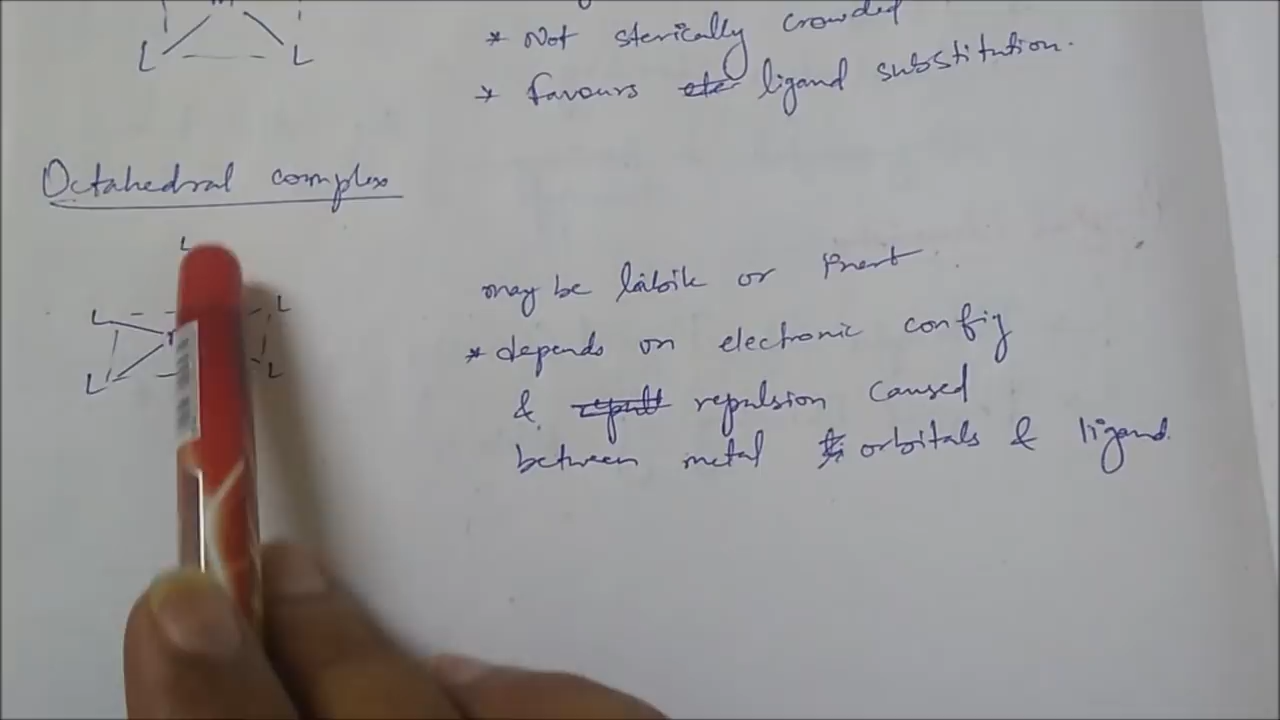 L L
* Not sterically crowded
* favours ligand substitution.
Octahedral complex
L
L L
L L
may be labile or inert
* depends on electronic config
& repulsion caused
between metal orbitals & ligand.